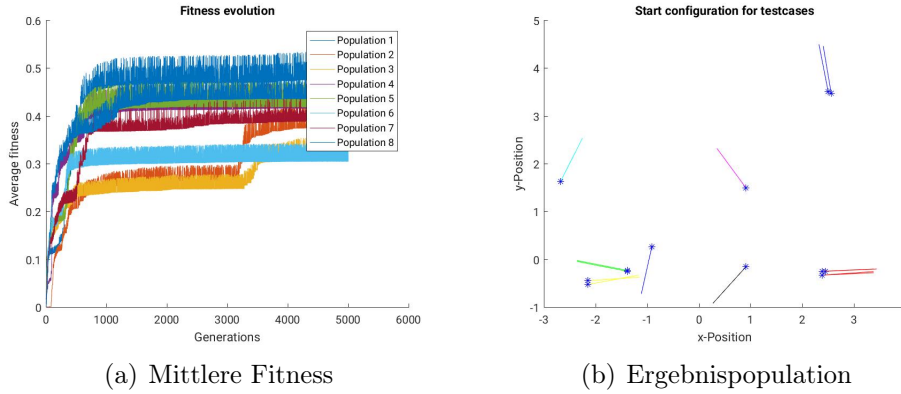 Fitness evolution
Average fitness
0.6
0.5
0.4
0.3
0.2
0.1
0
0 1000 2000 3000 4000 5000 6000
Generations
Population 1
Population 2
Population 3
Population 4
Population 5
Population 6
Population 7
Population 8
(a) Mittlere Fitness
Start configuration for testcases
y-Position
5
4
3
2
1
0
-1
-3 -2 -1 0 1 2 3
x-Position
(b) Ergebnispopulation